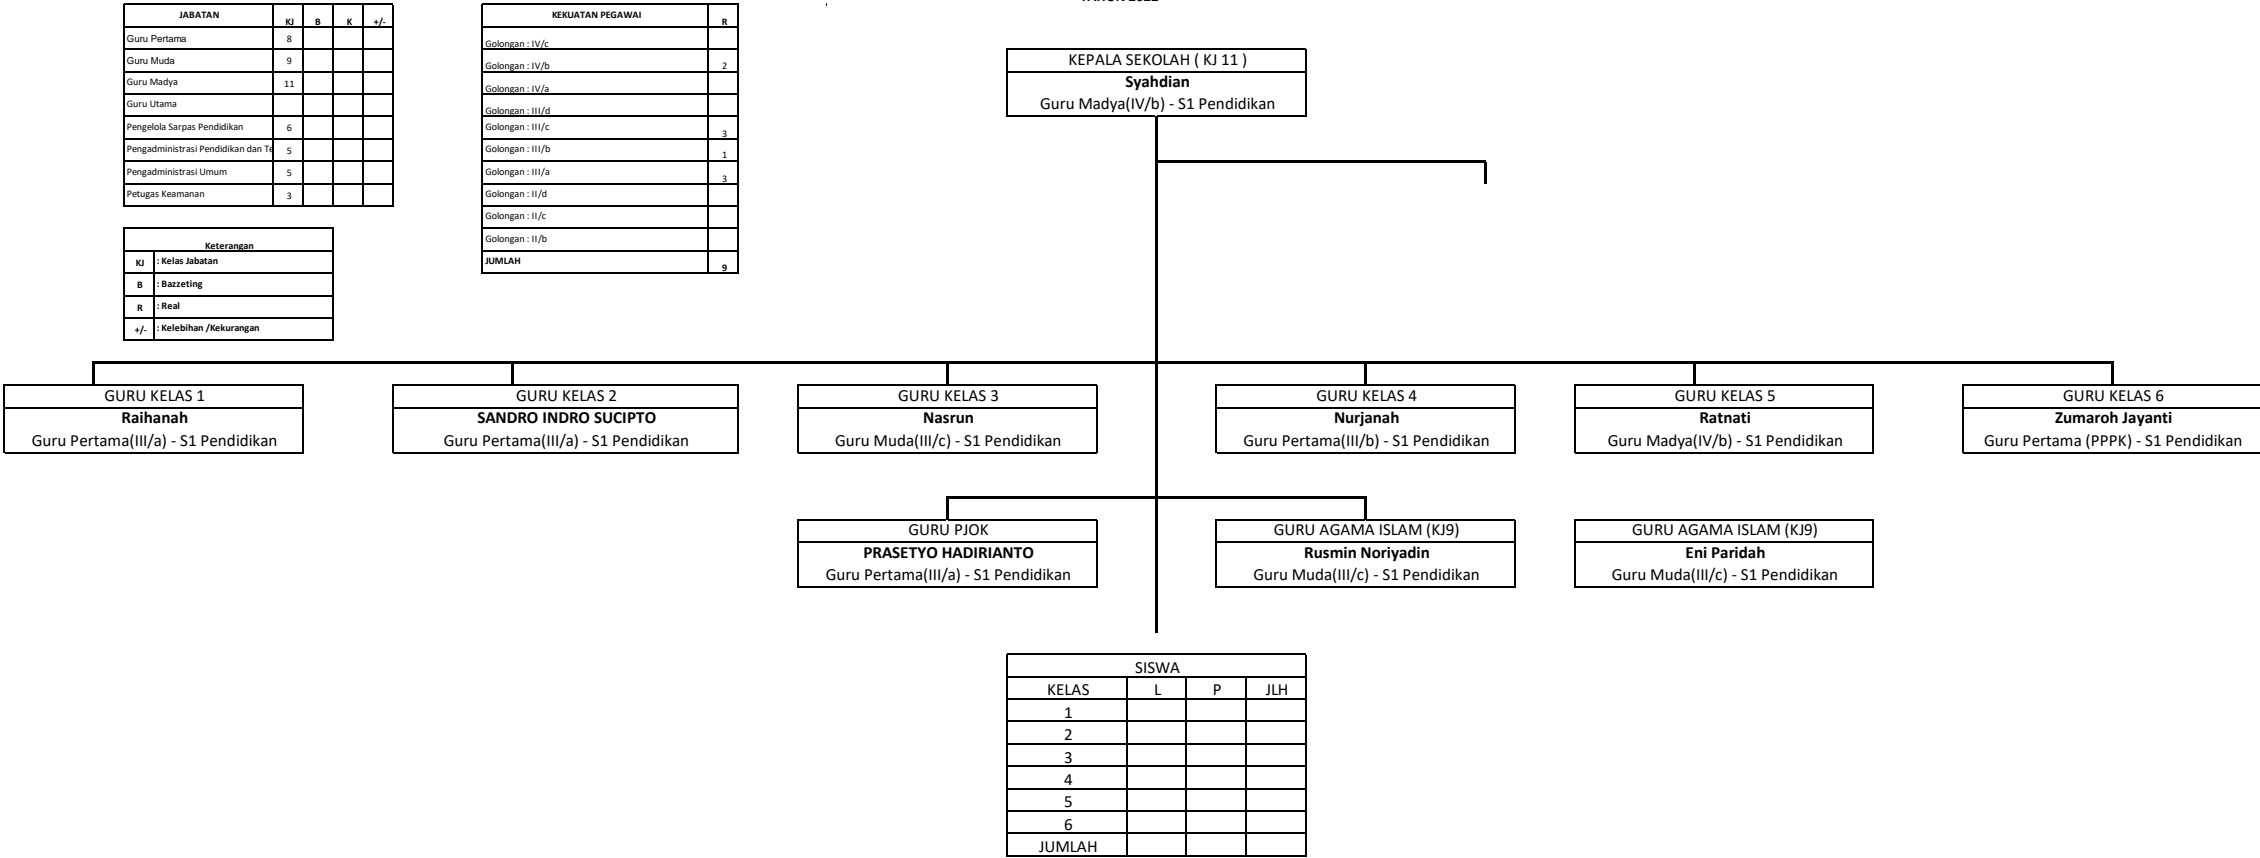 TAHUN 2022
JABATAN KJ B K +/-
Guru Pertama 8
Guru Muda 9
Guru Madya 11
Guru Utama
Pengelola Sarpas Pendidikan 6
Pengadministrasi Pendidikan dan Te 5
Pengadministrasi Umum 5
Petugas Keamanan 3
KEKUATAN PEGAWAI R
Golongan : IV/c
Golongan : IV/b 2
Golongan : IV/a
Golongan : III/d
Golongan : III/c 3
Golongan : III/b 1
Golongan : III/a 3
Golongan : II/d
Golongan : II/c
Golongan : II/b
JUMLAH 9
Keterangan
KJ : Kelas Jabatan
B : Bazzeting
R : Real
+/- : Kelebihan /Kekurangan
KEPALA SEKOLAH ( KJ 11 )
Syahdian
Guru Madya(IV/b) - S1 Pendidikan
GURU KELAS 1
Raihanah
Guru Pertama(III/a) - S1 Pendidikan
GURU KELAS 2
SANDRO INDRO SUCIPTO
Guru Pertama(III/a) - S1 Pendidikan
GURU KELAS 3
Nasrun
Guru Muda(III/c) - S1 Pendidikan
GURU KELAS 4
Nurjanah
Guru Pertama(III/b) - S1 Pendidikan
GURU KELAS 5
Ratnati
Guru Madya(IV/b) - S1 Pendidikan
GURU KELAS 6
Zumaroh Jayanti
Guru Pertama (PPPK) - S1 Pendidikan
GURU PJOK
PRASETYO HADIRIANTO
Guru Pertama(III/a) - S1 Pendidikan
GURU AGAMA ISLAM (KJ9)
Rusmin Noriyadin
Guru Muda(III/c) - S1 Pendidikan
GURU AGAMA ISLAM (KJ9)
Eni Paridah
Guru Muda(III/c) - S1 Pendidikan
SISWA
KELAS L P JLH
1
2
3
4
5
6
JUMLAH